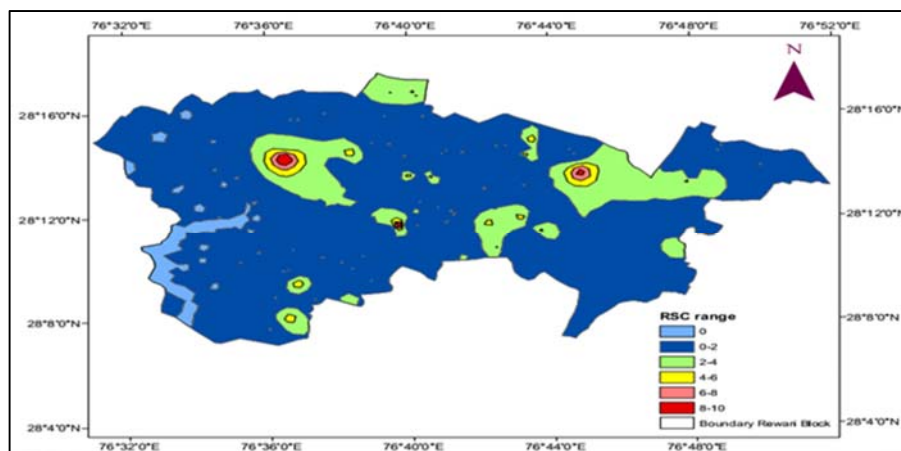 76°32'0"E 76°36'0"E 76°40'0"E 76°44'0"E 76°48'0"E 76°52'0"E
N
28°16'0"N 28°16'0"N
28°12'0"N 28°12'0"N
28°8'0"N 28°8'0"N
28°4'0"N 28°4'0"N
RSC range
0
0-2
2-4
4-6
6-8
8-10
Boundary Rewari Block
76°32'0"E 76°36'0"E 76°40'0"E 76°44'0"E 76°48'0"E